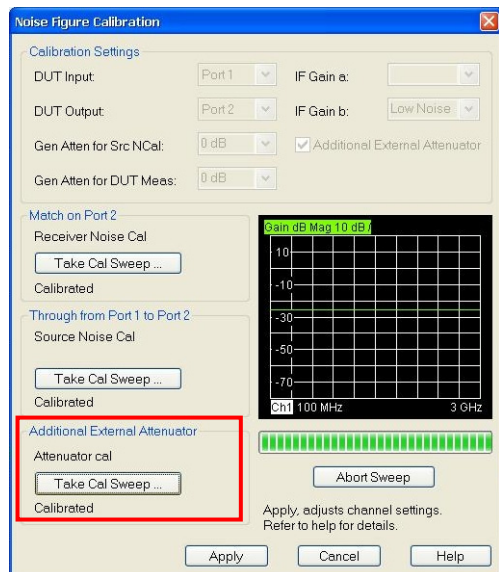 Noise Figure Calibration
Calibration Settings
DUT Input: Port 1 IF Gain a:
DUT Output: Port 2 IF Gain b: Low Noise
Gen Atten for Src NCal: 0 dB Additional External Attenuator
Gen Atten for DUT Meas: 0 dB
Match on Port 2
Receiver Noise Cal
Take Cal Sweep ...
Calibrated
Through from Port 1 to Port 2
Source Noise Cal
Take Cal Sweep ...
Calibrated
Additional External Attenuator
Attenuator cal
Take Cal Sweep ...
Calibrated
Gain dB Mag 10 dB /
10
-10
-30
-50
-70
Ch1 100 MHz 3 GHz
Abort Sweep
Apply, adjusts channel settings.
Refer to help for details.
Apply Cancel Help